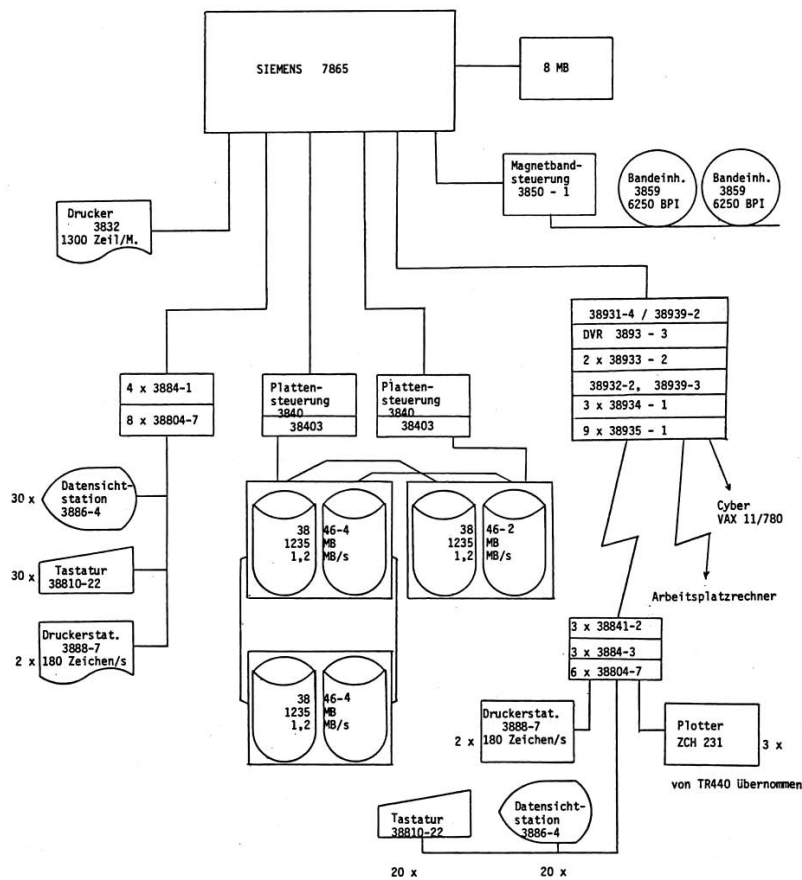 SIEMENS 7865
8 MB
Magnetband-
steuerung
3850 - 1
Bandeinh.
3859
6250 BPI
Bandeinh.
3859
6250 BPI
Drucker
3832
1300 Zeil/M.
38931-4 / 38939-2
DVR 3893 - 3
2 x 38933 - 2
38932-2, 38939-3
3 x 38934 - 1
9 x 38935 - 1
4 x 3884-1
8 x 38804-7
Platten-
steuerung
3840
38403
Platten-
steuerung
3840
38403
30 x
Datensicht-
station
3886-4
30 x
Tastatur
38810-22
2 x
Druckerstat.
3888-7
180 Zeichen/s
38 46-4
1235 MB
1,2 MB/s
38 46-2
1235 MB
1,2 MB/s
38 46-4
1235 MB
1,2 MB/s
Cyber
VAX 11/780
Arbeitsplatzrechner
3 x 38841-2
3 x 3884-3
6 x 38804-7
2 x
Druckerstat.
3888-7
180 Zeichen/s
Plotter
ZCH 231
3 x
von TR440 übernommen
Tastatur
38810-22
20 x
Datensicht-
station
3886-4
20 x